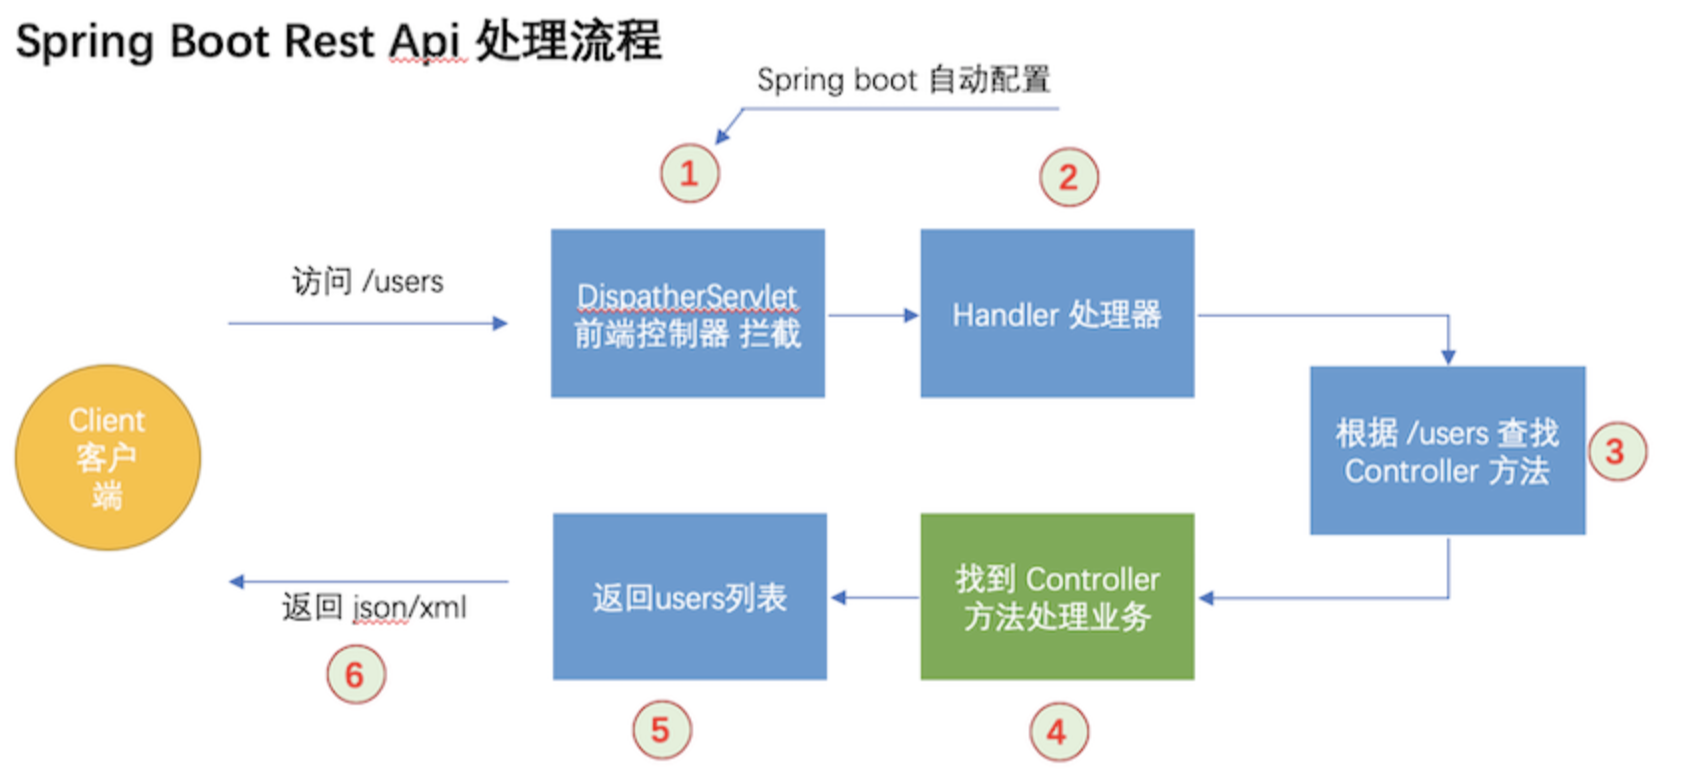 Spring Boot Rest Api 处理流程
Spring boot 自动配置
1
2
访问 /users
DispatherServlet
前端控制器 拦截
Handler 处理器
Client
客户
端
根据 /users 查找
Controller 方法
3
找到 Controller
方法处理业务
4
返回users列表
5
返回 json/xml
6